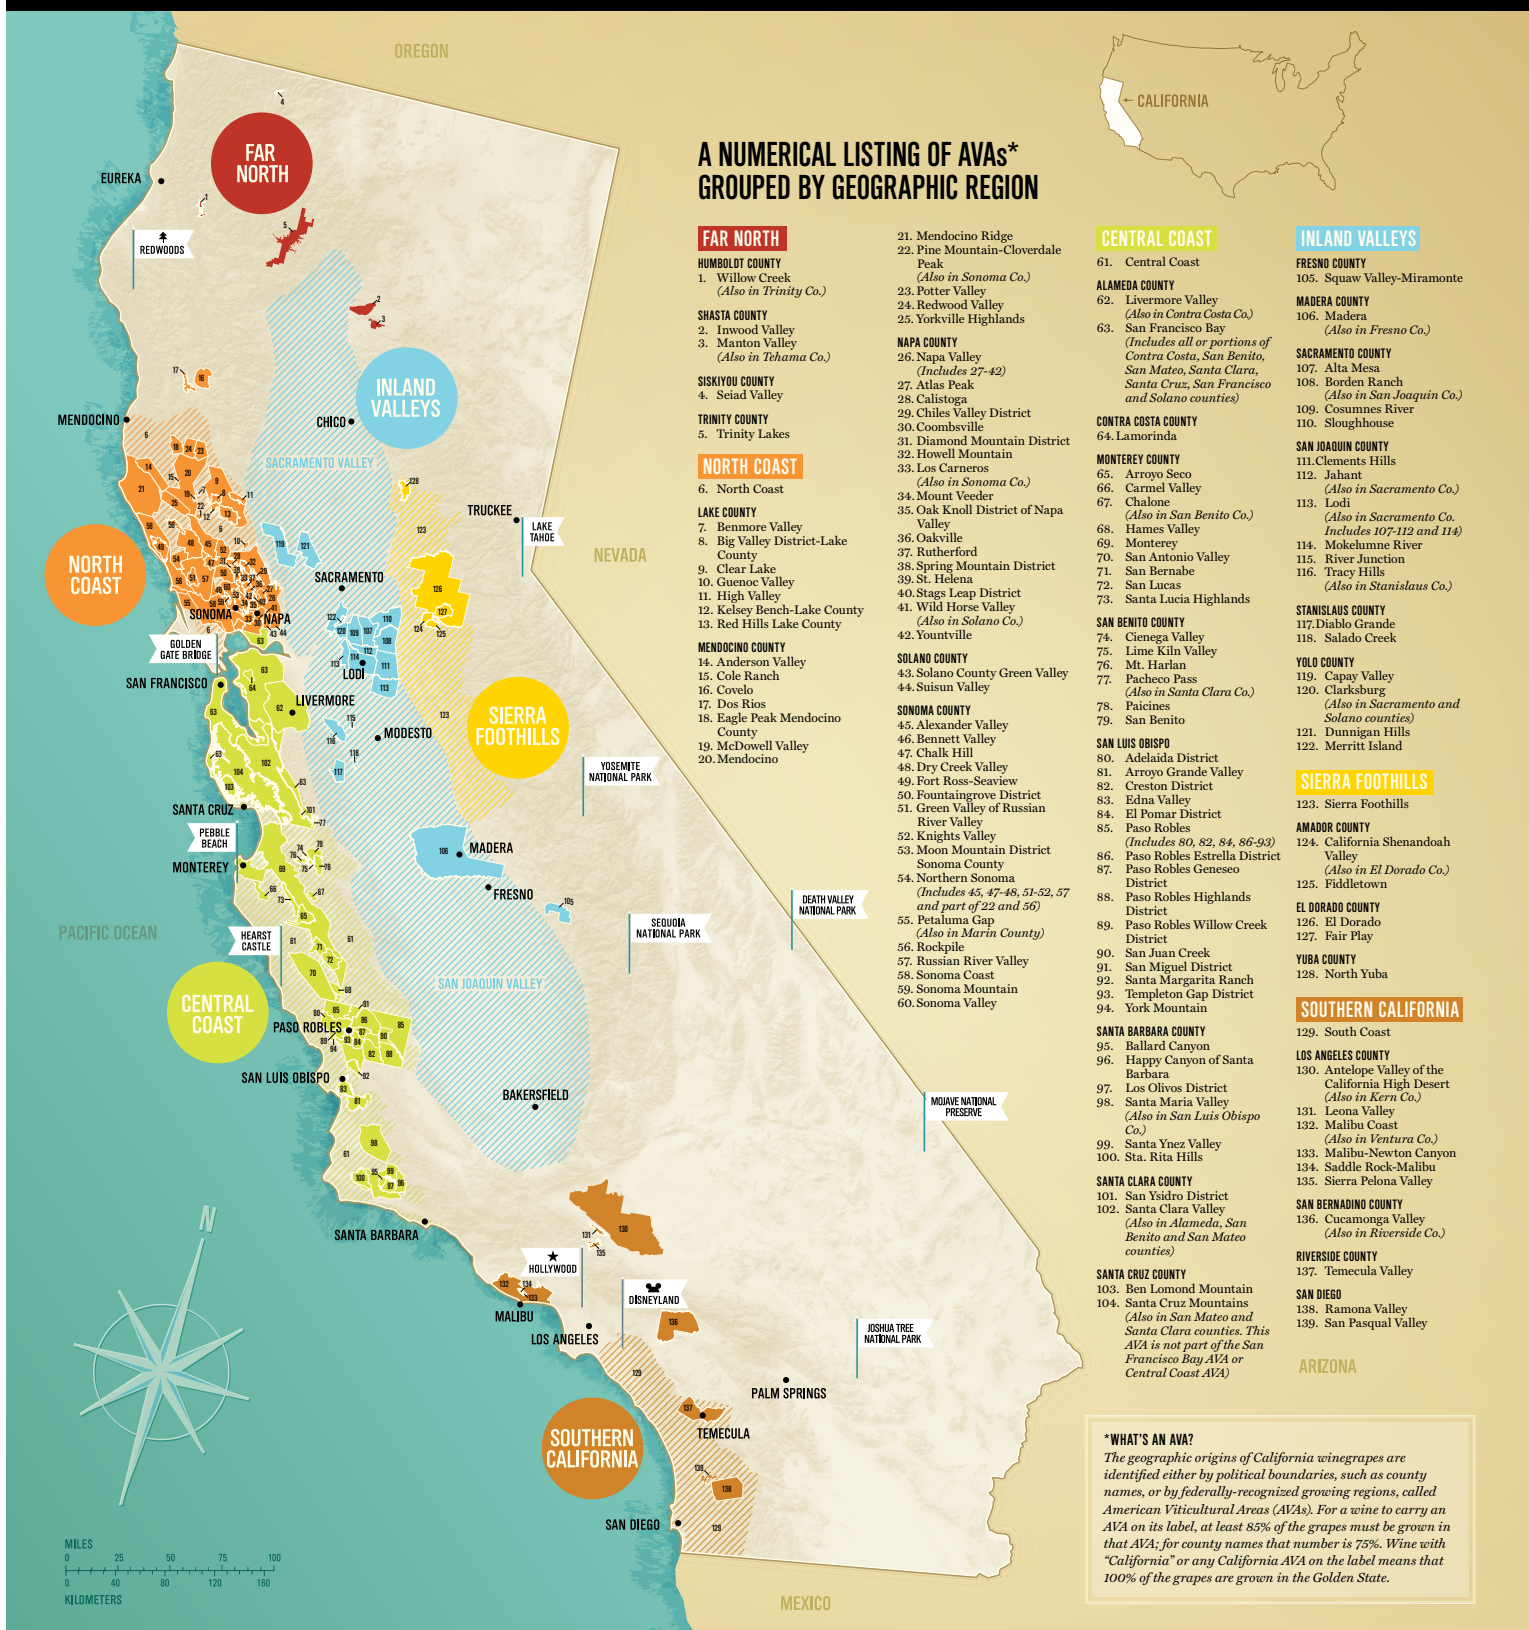 OREGON
CALIFORNIA
A NUMERICAL LISTING OF AVAs*
GROUPED BY GEOGRAPHIC REGION
FAR NORTH
HUMBOLDT COUNTY
1. Willow Creek
(Also in Trinity Co.)
SHASTA COUNTY
2. Inwood Valley
3. Manton Valley
(Also in Tehama Co.)
SISKIYOU COUNTY
4. Seiad Valley
TRINITY COUNTY
5. Trinity Lakes
NORTH COAST
6. North Coast
LAKE COUNTY
7. Benmore Valley
8. Big Valley District-Lake
County
9. Clear Lake
10. Guenoc Valley
11. High Valley
12. Kelsey Bench-Lake County
13. Red Hills Lake County
MENDOCINO COUNTY
14. Anderson Valley
15. Cole Ranch
16. Covelo
17. Dos Rios
18. Eagle Peak Mendocino
County
19. McDowell Valley
20. Mendocino
21. Mendocino Ridge
22. Pine Mountain-Cloverdale
Peak
(Also in Sonoma Co.)
23. Potter Valley
24. Redwood Valley
25. Yorkville Highlands
NAPA COUNTY
26. Napa Valley
(Includes 27-42)
27. Atlas Peak
28. Calistoga
29. Chiles Valley District
30. Coombsville
31. Diamond Mountain District
32. Howell Mountain
33. Los Carneros
(Also in Sonoma Co.)
34. Mount Veeder
35. Oak Knoll District of Napa
Valley
36. Oakville
37. Rutherford
38. Spring Mountain District
39. St. Helena
40. Stags Leap District
41. Wild Horse Valley
(Also in Solano Co.)
42. Yountville
SOLANO COUNTY
43. Solano County Green Valley
44. Suisun Valley
SONOMA COUNTY
45. Alexander Valley
46. Bennett Valley
47. Chalk Hill
48. Dry Creek Valley
49. Fort Ross-Seaview
50. Fountaingrove District
51. Green Valley of Russian
River Valley
52. Knights Valley
53. Moon Mountain District
Sonoma County
54. Northern Sonoma
(Includes 45, 47-48, 51-52, 57
and part of 22 and 56)
55. Petaluma Gap
(Also in Marin County)
56. Rockpile
57. Russian River Valley
58. Sonoma Coast
59. Sonoma Mountain
60. Sonoma Valley
CENTRAL COAST
61. Central Coast
ALAMEDA COUNTY
62. Livermore Valley
(Also in Contra Costa Co.)
63. San Francisco Bay
(Includes all or portions of
Contra Costa, San Benito,
San Mateo, Santa Clara,
Santa Cruz, San Francisco
and Solano counties)
CONTRA COSTA COUNTY
64. Lamorinda
MONTEREY COUNTY
65. Arroyo Seco
66. Carmel Valley
67. Chalone
(Also in San Benito Co.)
68. Hames Valley
69. Monterey
70. San Antonio Valley
71. San Bernabe
72. San Lucas
73. Santa Lucia Highlands
SAN BENITO COUNTY
74. Cienega Valley
75. Lime Kiln Valley
76. Mt. Harlan
77. Pacheco Pass
(Also in Santa Clara Co.)
78. Paicines
79. San Benito
SAN LUIS OBISPO
80. Adelaida District
81. Arroyo Grande Valley
82. Creston District
83. Edna Valley
84. El Pomar District
85. Paso Robles
(Includes 80, 82, 84, 86-93)
86. Paso Robles Estrella District
87. Paso Robles Geneseo
District
88. Paso Robles Highlands
District
89. Paso Robles Willow Creek
District
90. San Juan Creek
91. San Miguel District
92. Santa Margarita Ranch
93. Templeton Gap District
94. York Mountain
SANTA BARBARA COUNTY
95. Ballard Canyon
96. Happy Canyon of Santa
Barbara
97. Los Olivos District
98. Santa Maria Valley
(Also in San Luis Obispo
Co.)
99. Santa Ynez Valley
100. Sta. Rita Hills
SANTA CLARA COUNTY
101. San Ysidro District
102. Santa Clara Valley
(Also in Alameda, San
Benito and San Mateo
counties)
SANTA CRUZ COUNTY
103. Ben Lomond Mountain
104. Santa Cruz Mountains
(Also in San Mateo and
Santa Clara counties. This
AVA is not part of the San
Francisco Bay AVA or
Central Coast AVA)
INLAND VALLEYS
FRESNO COUNTY
105. Squaw Valley-Miramonte
MADERA COUNTY
106. Madera
(Also in Fresno Co.)
SACRAMENTO COUNTY
107. Alta Mesa
108. Borden Ranch
(Also in San Joaquin Co.)
109. Cosumnes River
110. Sloughhouse
SAN JOAQUIN COUNTY
111.Clements Hills
112. Jahant
(Also in Sacramento Co.)
113. Lodi
(Also in Sacramento Co.
Includes 107-112 and 114)
114. Mokelumne River
115. River Junction
116. Tracy Hills
(Also in Stanislaus Co.)
STANISLAUS COUNTY
117.Diablo Grande
118. Salado Creek
YOLO COUNTY
119. Capay Valley
120. Clarksburg
(Also in Sacramento and
Solano counties)
121. Dunnigan Hills
122. Merritt Island
SIERRA FOOTHILLS
123. Sierra Foothills
AMADOR COUNTY
124. California Shenandoah
Valley
(Also in El Dorado Co.)
125. Fiddletown
EL DORADO COUNTY
126. El Dorado
127. Fair Play
YUBA COUNTY
128. North Yuba
SOUTHERN CALIFORNIA
129. South Coast
LOS ANGELES COUNTY
130. Antelope Valley of the
California High Desert
(Also in Kern Co.)
131. Leona Valley
132. Malibu Coast
(Also in Ventura Co.)
133. Malibu-Newton Canyon
134. Saddle Rock-Malibu
135. Sierra Pelona Valley
SAN BERNADINO COUNTY
136. Cucamonga Valley
(Also in Riverside Co.)
RIVERSIDE COUNTY
137. Temecula Valley
SAN DIEGO
138. Ramona Valley
139. San Pasqual Valley
ARIZONA
*WHAT'S AN AVA?
The geographic origins of California winegrapes are
identified either by political boundaries, such as county
names, or by federally-recognized growing regions, called
American Viticultural Areas (AVAs). For a wine to carry an
AVA on its label, at least 85% of the grapes must be grown in
that AVA; for county names that number is 75%. Wine with
"California" or any California AVA on the label means that
100% of the grapes are grown in the Golden State.
FAR
NORTH
EUREKA
REDWOODS
INLAND
VALLEYS
MENDOCINO
CHICO
SACRAMENTO VALLEY
TRUCKEE
LAKE
TAHOE
NEVADA
NORTH
COAST
SACRAMENTO
SONOMA
NAPA
GOLDEN
GATE BRIDGE
SAN FRANCISCO
LODI
LIVERMORE
MODESTO
SIERRA
FOOTHILLS
YOSEMITE
NATIONAL PARK
SANTA CRUZ
PEBBLE
BEACH
MONTEREY
MADERA
FRESNO
DEATH VALLEY
NATIONAL PARK
SEQUOIA
NATIONAL PARK
PACIFIC OCEAN
HEARST
CASTLE
SAN JOAQUIN VALLEY
CENTRAL
COAST
PASO ROBLES
SAN LUIS OBISPO
BAKERSFIELD
MOJAVE NATIONAL
PRESERVE
N
SANTA BARBARA
HOLLYWOOD
DISNEYLAND
MALIBU
LOS ANGELES
JOSHUA TREE
NATIONAL PARK
PALM SPRINGS
TEMECULA
SOUTHERN
CALIFORNIA
SAN DIEGO
MEXICO
MILES
0 25 50 75 100
0 40 80 120 160
KILOMETERS